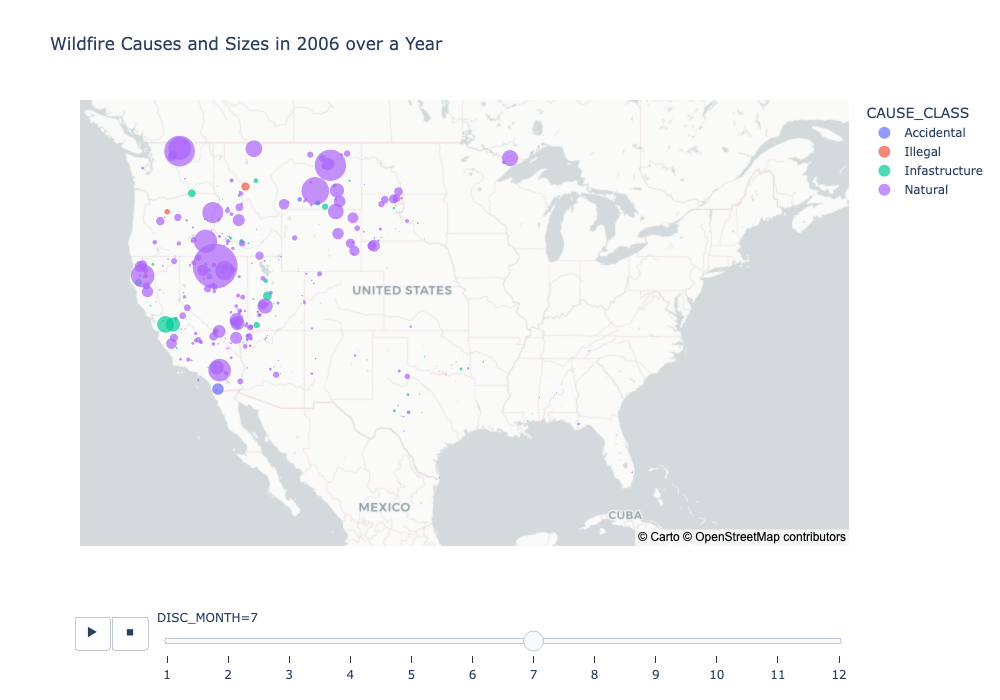 Wildfire Causes and Sizes in 2006 over a Year
CAUSE_CLASS
Accidental
Illegal
Infastructure
Natural
UNITED STATES
MEXICO
CUBA
© Carto © OpenStreetMap contributors
DISC_MONTH=7
1 2 3 4 5 6 7 8 9 10 11 12